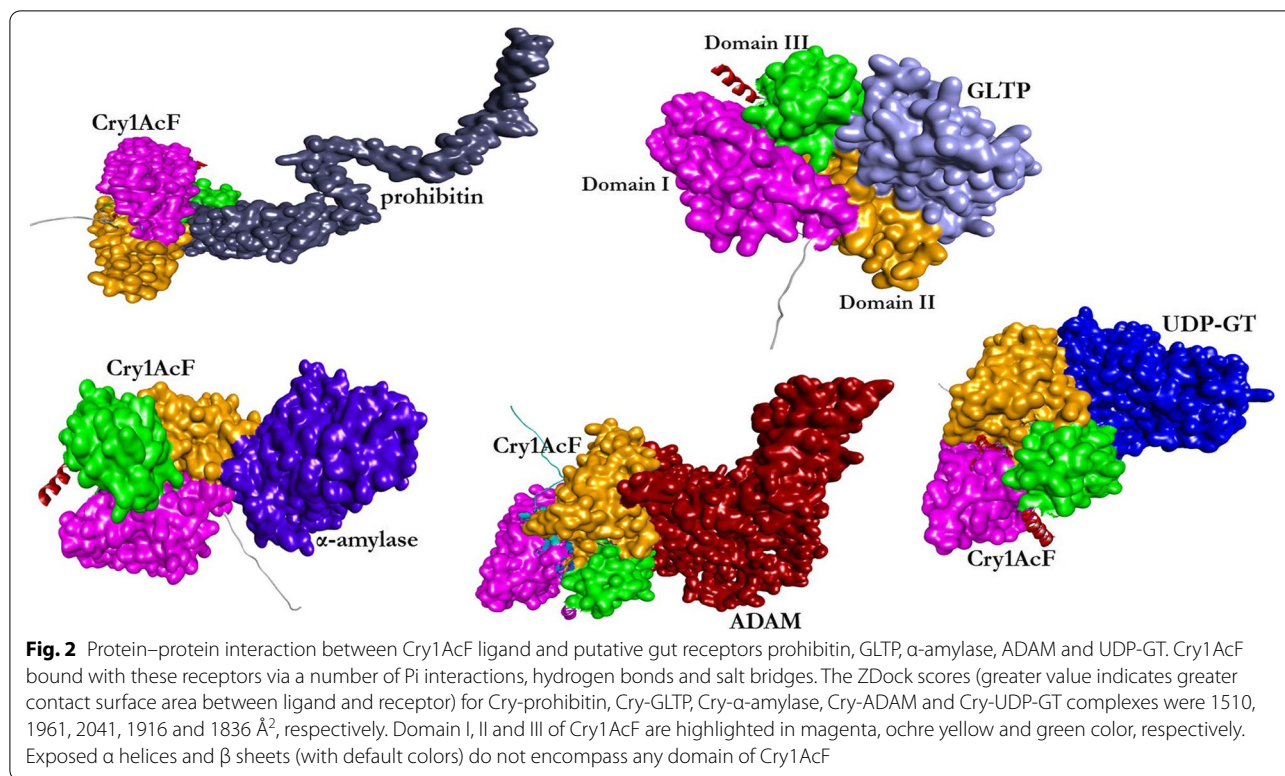 Domain III
GLTP
Cry1AcF
prohibitin
Domain I
Domain II
UDP-GT
Cry1AcF
Cry1AcF
α-amylase
ADAM
Cry1AcF
Fig. 2 Protein–protein interaction between Cry1AcF ligand and putative gut receptors prohibitin, GLTP, α-amylase, ADAM and UDP-GT. Cry1AcF
bound with these receptors via a number of Pi interactions, hydrogen bonds and salt bridges. The ZDock scores (greater value indicates greater
contact surface area between ligand and receptor) for Cry-prohibitin, Cry-GLTP, Cry-α-amylase, Cry-ADAM and Cry-UDP-GT complexes were 1510,
1961, 2041, 1916 and 1836 Å², respectively. Domain I, II and III of Cry1AcF are highlighted in magenta, ochre yellow and green color, respectively.
Exposed α helices and β sheets (with default colors) do not encompass any domain of Cry1AcF